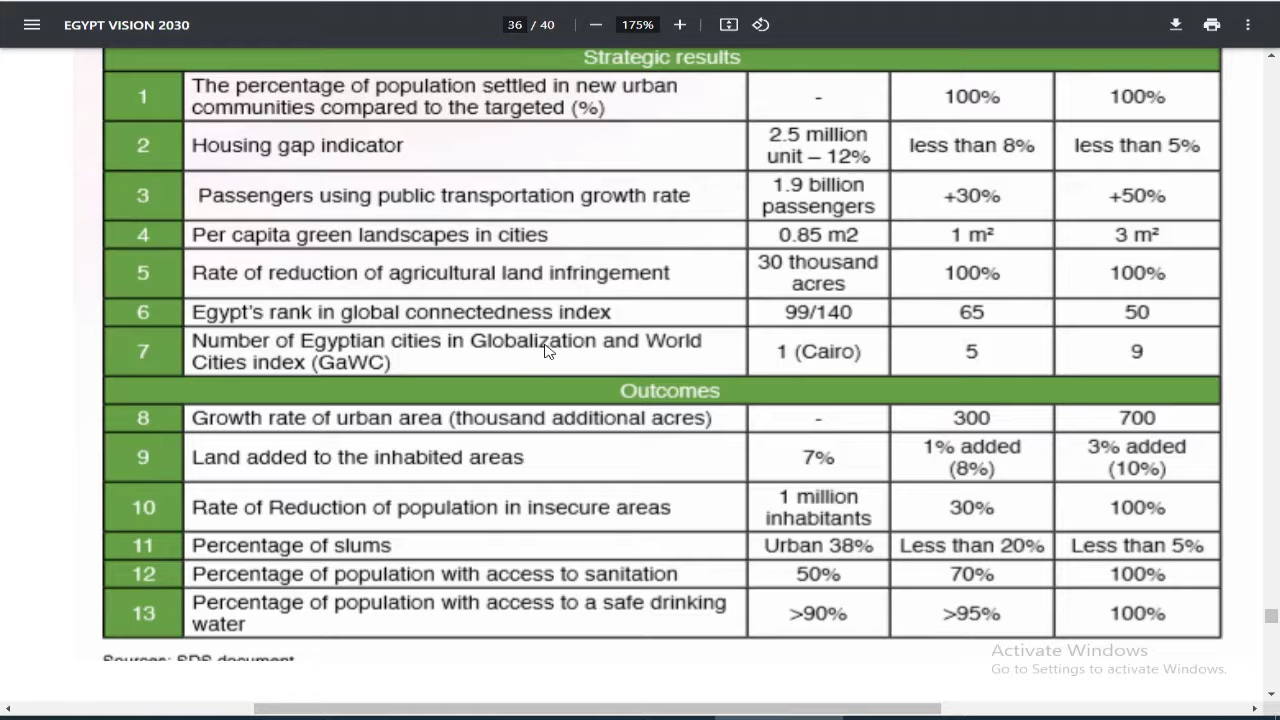 EGYPT VISION 2030
36 / 40
175%
Strategic results
1
The percentage of population settled in new urban
communities compared to the targeted (%)
-
100%
100%
2
Housing gap indicator
2.5 million
unit – 12%
less than 8%
less than 5%
3
Passengers using public transportation growth rate
1.9 billion
passengers
+30%
+50%
4
Per capita green landscapes in cities
0.85 m2
1 m²
3 m²
5
Rate of reduction of agricultural land infringement
30 thousand
acres
100%
100%
6
Egypt's rank in global connectedness index
99/140
65
50
7
Number of Egyptian cities in Globalization and World
Cities index (GaWC)
1 (Cairo)
5
9
Outcomes
8
Growth rate of urban area (thousand additional acres)
-
300
700
9
Land added to the inhabited areas
7%
1% added
(8%)
3% added
(10%)
10
Rate of Reduction of population in insecure areas
1 million
inhabitants
30%
100%
11
Percentage of slums
Urban 38%
Less than 20%
Less than 5%
12
Percentage of population with access to sanitation
50%
70%
100%
13
Percentage of population with access to a safe drinking
water
>90%
>95%
100%
Sources: SDS document
Activate Windows
Go to Settings to activate Windows.